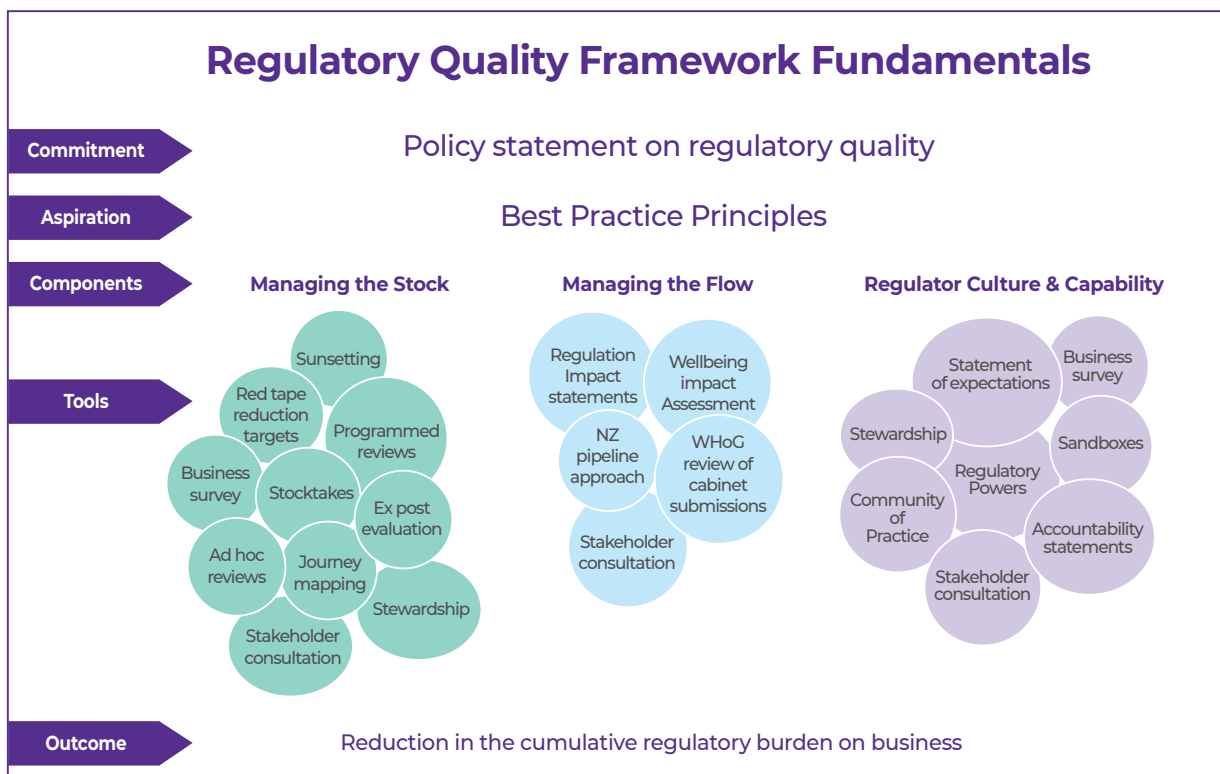 Regulatory Quality Framework Fundamentals
Commitment
Policy statement on regulatory quality
Aspiration
Best Practice Principles
Components
Managing the Stock
Managing the Flow
Regulator Culture & Capability
Tools
Sunsetting
Red tape
reduction
targets
Programmed
reviews
Business
survey
Stocktakes
Ex post
evaluation
Ad hoc
reviews
Journey
mapping
Stewardship
Stakeholder
consultation
Regulation
Impact
statements
Wellbeing
impact
Assessment
NZ
pipeline
approach
WHoG
review of
cabinet
submissions
Stakeholder
consultation
Statement
of expectations
Business
survey
Stewardship
Sandboxes
Regulatory
Powers
Community
of
Practice
Accountability
statements
Stakeholder
consultation
Outcome
Reduction in the cumulative regulatory burden on business